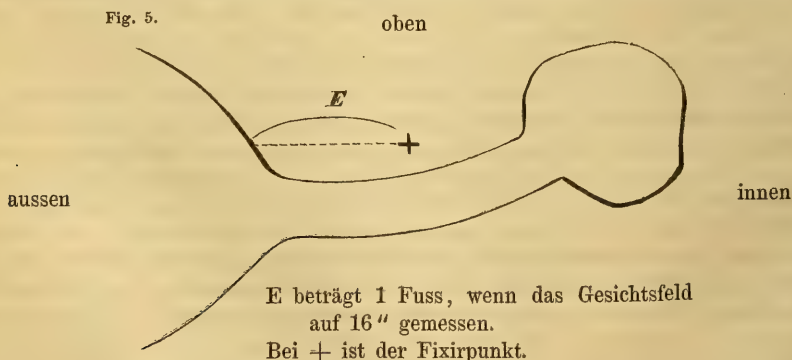 Fig. 5.
oben
E
+
aussen
innen
E beträgt 1 Fuss, wenn das Gesichtsfeld
auf 16" gemessen.
Bei + ist der Fixirpunkt.